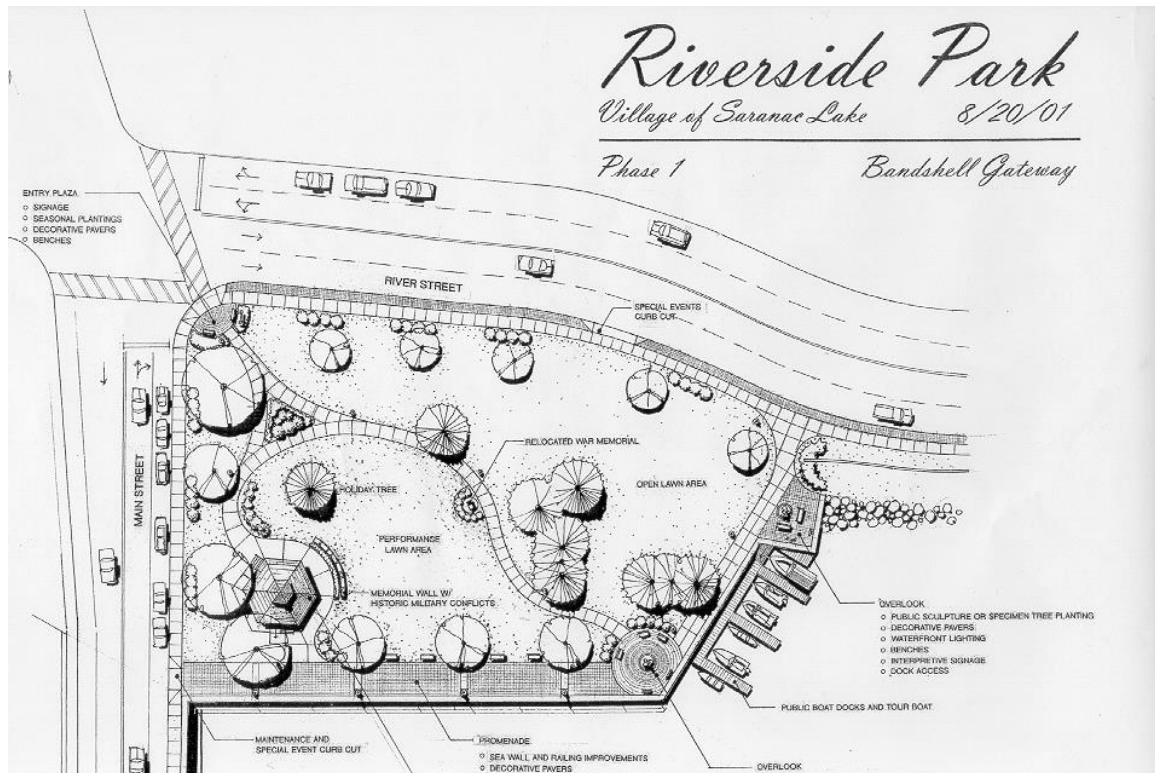 Riverside Park
Village of Saranac Lake 8/20/01
Phase 1 Bandshell Gateway
ENTRY PLAZA
SIGNAGE
SEASONAL PLANTINGS
DECORATIVE PAVERS
BENCHES
RIVER STREET
SPECIAL EVENTS
CURB CUT
MAIN STREET
RELOCATED WAR MEMORIAL
HOLIDAY TREE
OPEN LAWN AREA
PERFORMANCE
LAWN AREA
MEMORIAL WALL W/
HISTORIC MILITARY CONFLICTS
OVERLOOK
PUBLIC SCULPTURE OR SPECIMEN TREE PLANTING
DECORATIVE PAVERS
WATERFRONT LIGHTING
BENCHES
INTERPRETIVE SIGNAGE
DOCK ACCESS
PUBLIC BOAT DOCKS AND TOUR BOAT
MAINTENANCE AND
SPECIAL EVENT CURB CUT
PROMENADE
SEA WALL AND RAILING IMPROVEMENTS
DECORATIVE PAVERS
OVERLOOK